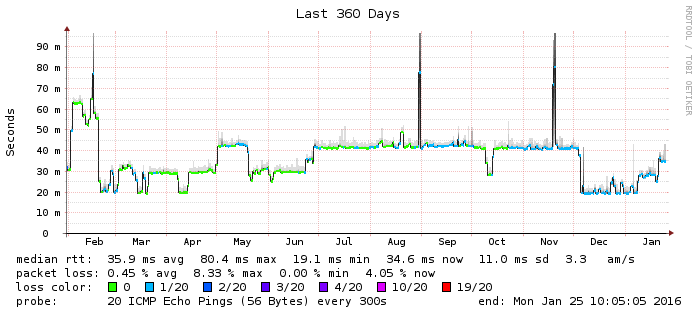 Last 360 Days
RRDTOOL / TOBI OETIKER
Seconds
90 m
80 m
70 m
60 m
50 m
40 m
30 m
20 m
10 m
0
Feb Mar Apr May Jun Jul Aug Sep Oct Nov Dec Jan
median rtt: 35.9 ms avg 80.4 ms max 19.1 ms min 34.6 ms now 11.0 ms sd 3.3 am/s
packet loss: 0.45 % avg 8.33 % max 0.00 % min 4.05 % now
loss color: 0 1/20 2/20 3/20 4/20 10/20 19/20
probe: 20 ICMP Echo Pings (56 Bytes) every 300s end: Mon Jan 25 10:05:05 2016